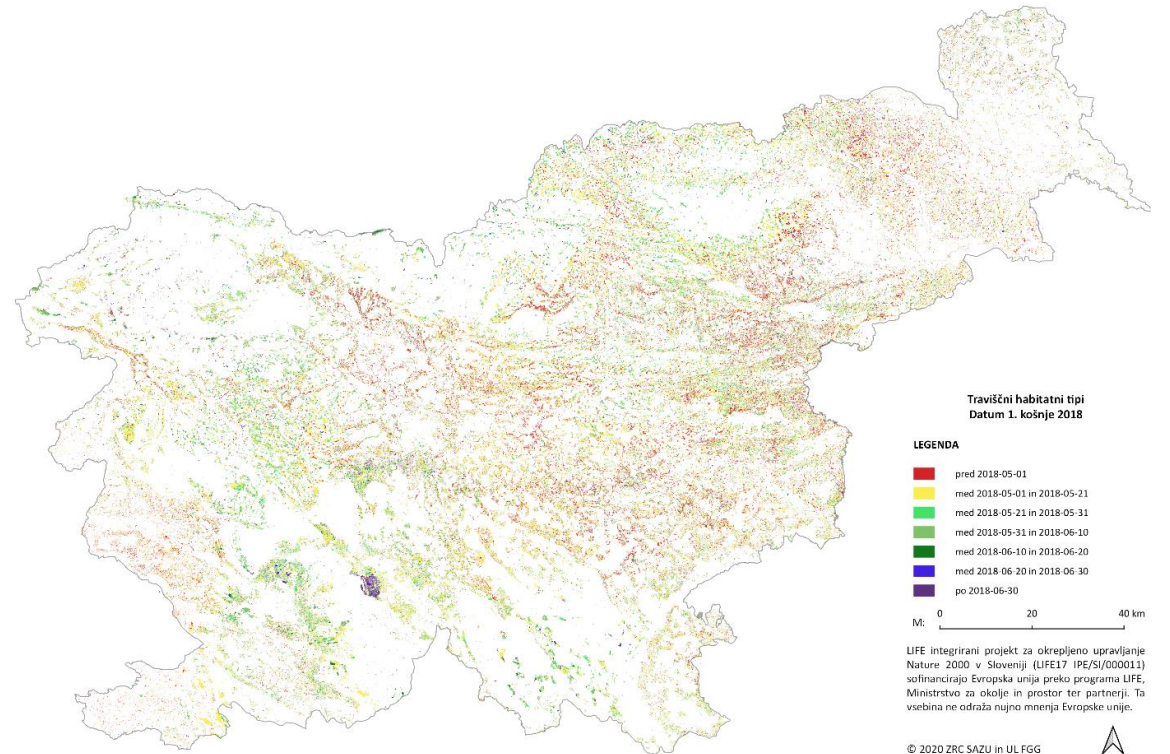 Traviščni habitatni tipi
Datum 1. košnje 2018
LEGENDA
pred 2018-05-01
med 2018-05-01 in 2018-05-21
med 2018-05-21 in 2018-05-31
med 2018-05-31 in 2018-06-10
med 2018-06-10 in 2018-06-20
med 2018-06-20 in 2018-06-30
po 2018-06-30
M: 0 20 40 km
LIFE integrirani projekt za okrepljeno upravljanje
Nature 2000 v Sloveniji (LIFE17 IPE/SI/000011)
sofinancirajo Evropska unija preko programa LIFE,
Ministrstvo za okolje in prostor ter partnerji. Ta
vsebina ne odraža nujno mnenja Evropske unije.
© 2020 ZRC SAZU in UL FGG